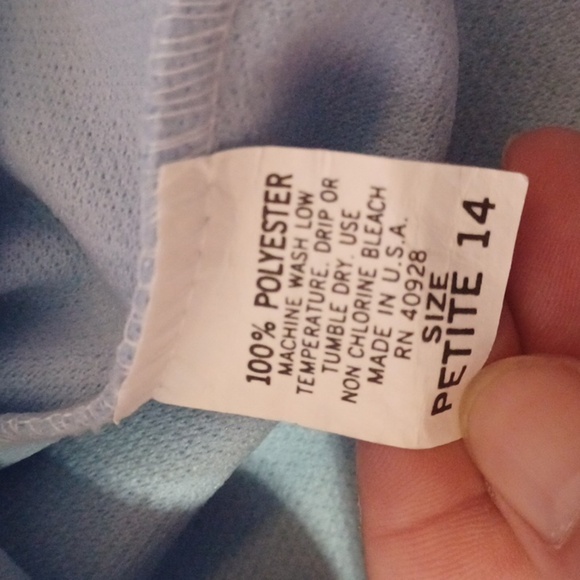 100% POLYESTER
MACHINE WASH LOW
TEMPERATURE. DRIP OR
TUMBLE DRY. USE
NON CHLORINE BLEACH
MADE IN U.S.A.
RN 40928
SIZE
PETITE 14